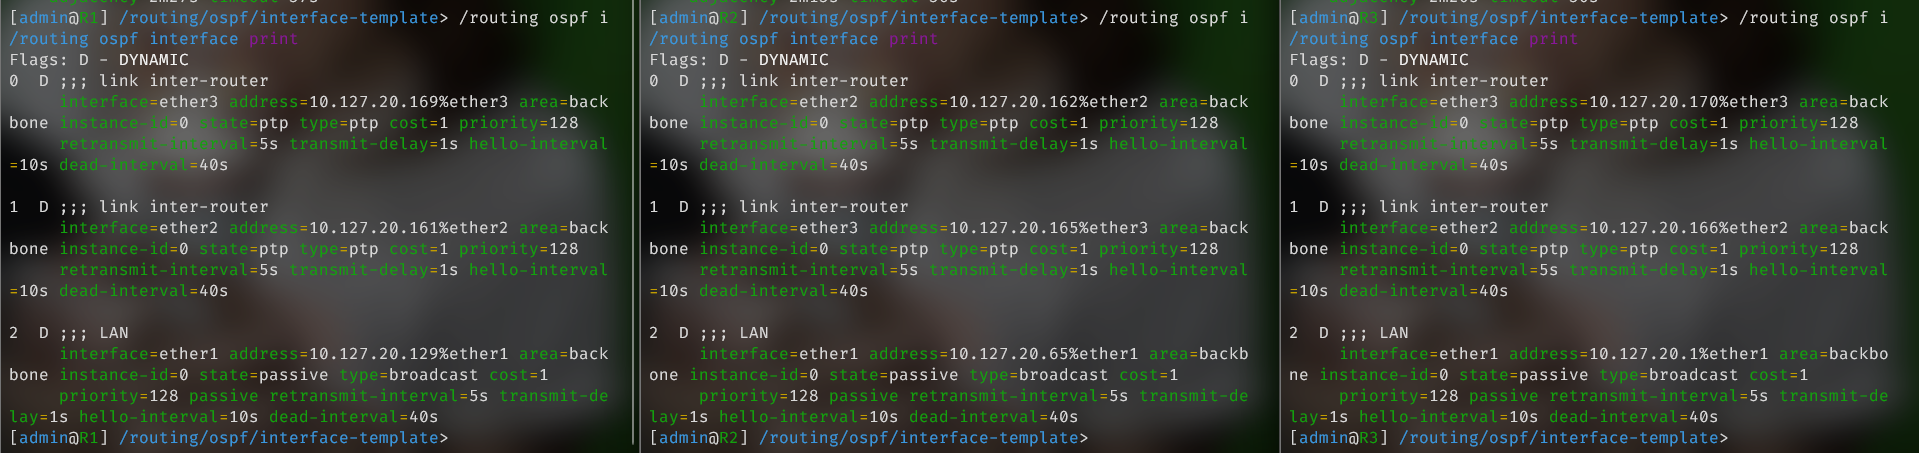 [admin@R1] /routing/ospf/interface-template> /routing ospf i
/routing ospf interface print
Flags: D - DYNAMIC
0  D ;;; link inter-router
     interface=ether3 address=10.127.20.169%ether3 area=back
bone instance-id=0 state=ptp type=ptp cost=1 priority=128
     retransmit-interval=5s transmit-delay=1s hello-interval
=10s dead-interval=40s
1  D ;;; link inter-router
     interface=ether2 address=10.127.20.161%ether2 area=back
bone instance-id=0 state=ptp type=ptp cost=1 priority=128
     retransmit-interval=5s transmit-delay=1s hello-interval
=10s dead-interval=40s
2  D ;;; LAN
     interface=ether1 address=10.127.20.129%ether1 area=back
bone instance-id=0 state=passive type=broadcast cost=1
     priority=128 passive retransmit-interval=5s transmit-de
lay=1s hello-interval=10s dead-interval=40s
[admin@R1] /routing/ospf/interface-template>
[admin@R2] /routing/ospf/interface-template> /routing ospf i
/routing ospf interface print
Flags: D - DYNAMIC
0  D ;;; link inter-router
     interface=ether2 address=10.127.20.162%ether2 area=back
bone instance-id=0 state=ptp type=ptp cost=1 priority=128
     retransmit-interval=5s transmit-delay=1s hello-interval
=10s dead-interval=40s
1  D ;;; link inter-router
     interface=ether3 address=10.127.20.165%ether3 area=back
bone instance-id=0 state=ptp type=ptp cost=1 priority=128
     retransmit-interval=5s transmit-delay=1s hello-interval
=10s dead-interval=40s
2  D ;;; LAN
     interface=ether1 address=10.127.20.65%ether1 area=backb
one instance-id=0 state=passive type=broadcast cost=1
     priority=128 passive retransmit-interval=5s transmit-de
lay=1s hello-interval=10s dead-interval=40s
[admin@R2] /routing/ospf/interface-template>
[admin@R3] /routing/ospf/interface-template> /routing ospf i
/routing ospf interface print
Flags: D - DYNAMIC
0  D ;;; link inter-router
     interface=ether3 address=10.127.20.170%ether3 area=back
bone instance-id=0 state=ptp type=ptp cost=1 priority=128
     retransmit-interval=5s transmit-delay=1s hello-interval
=10s dead-interval=40s
1  D ;;; link inter-router
     interface=ether2 address=10.127.20.166%ether2 area=back
bone instance-id=0 state=ptp type=ptp cost=1 priority=128
     retransmit-interval=5s transmit-delay=1s hello-interval
=10s dead-interval=40s
2  D ;;; LAN
     interface=ether1 address=10.127.20.1%ether1 area=backbo
ne instance-id=0 state=passive type=broadcast cost=1
     priority=128 passive retransmit-interval=5s transmit-de
lay=1s hello-interval=10s dead-interval=40s
[admin@R3] /routing/ospf/interface-template>